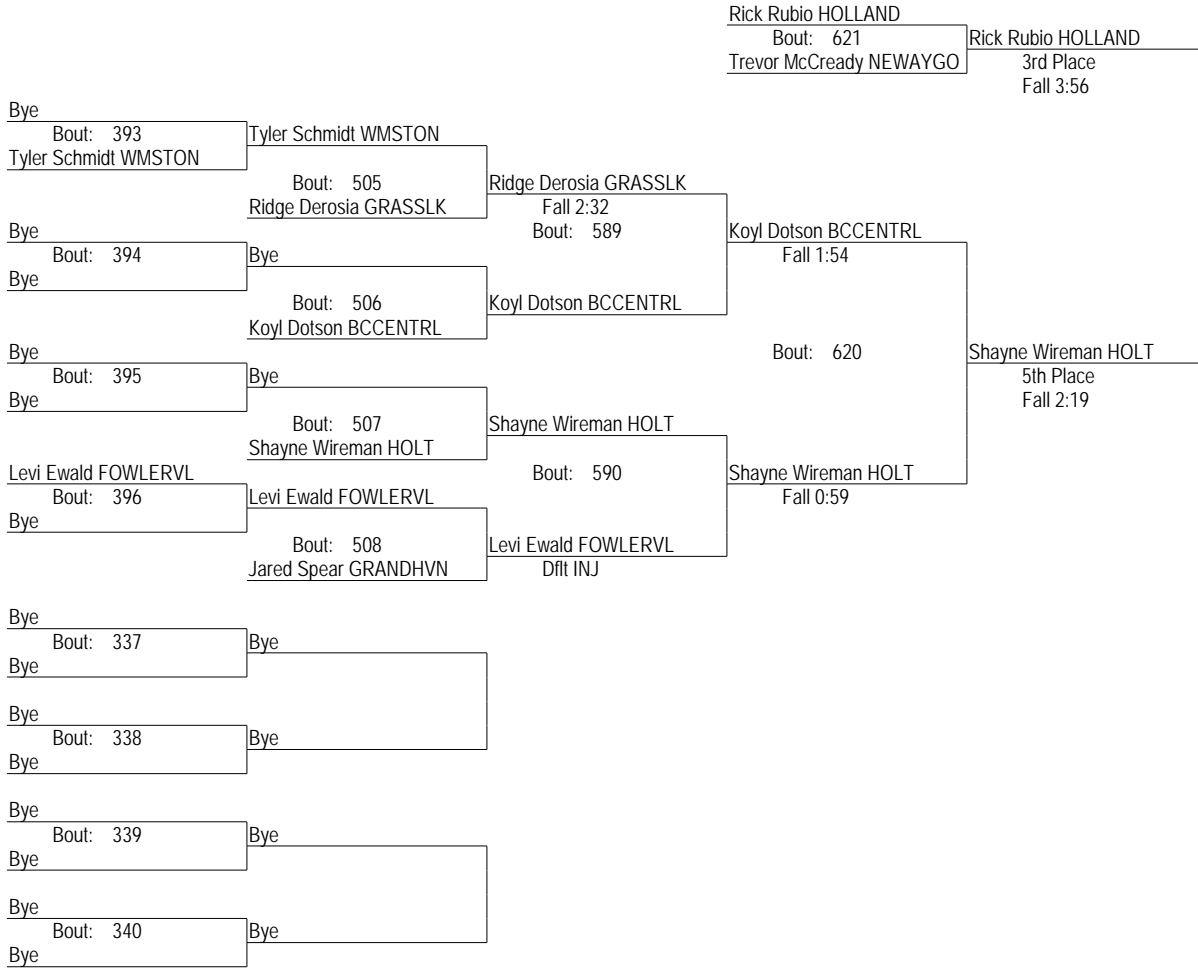 Rick Rubio HOLLAND
Bout: 621
Rick Rubio HOLLAND
Trevor McCready NEWAYGO
3rd Place
Fall 3:56
Bye
Bout: 393
Tyler Schmidt WMSTON
Tyler Schmidt WMSTON
Bout: 505
Ridge Derosia GRASSLK
Ridge Derosia GRASSLK
Fall 2:32
Bye
Bout: 589
Koyl Dotson BCCENTRL
Bout: 394
Bye
Fall 1:54
Bye
Bout: 506
Koyl Dotson BCCENTRL
Koyl Dotson BCCENTRL
Bye
Bout: 620
Shayne Wireman HOLT
Bout: 395
Bye
5th Place
Fall 2:19
Bye
Bout: 507
Shayne Wireman HOLT
Shayne Wireman HOLT
Levi Ewald FOWLERVL
Bout: 590
Shayne Wireman HOLT
Bout: 396
Levi Ewald FOWLERVL
Fall 0:59
Bye
Bout: 508
Levi Ewald FOWLERVL
Jared Spear GRANDHVN
Dflt INJ
Bye
Bout: 337
Bye
Bye
Bye
Bout: 338
Bye
Bye
Bye
Bout: 339
Bye
Bye
Bye
Bout: 340
Bye
Bye